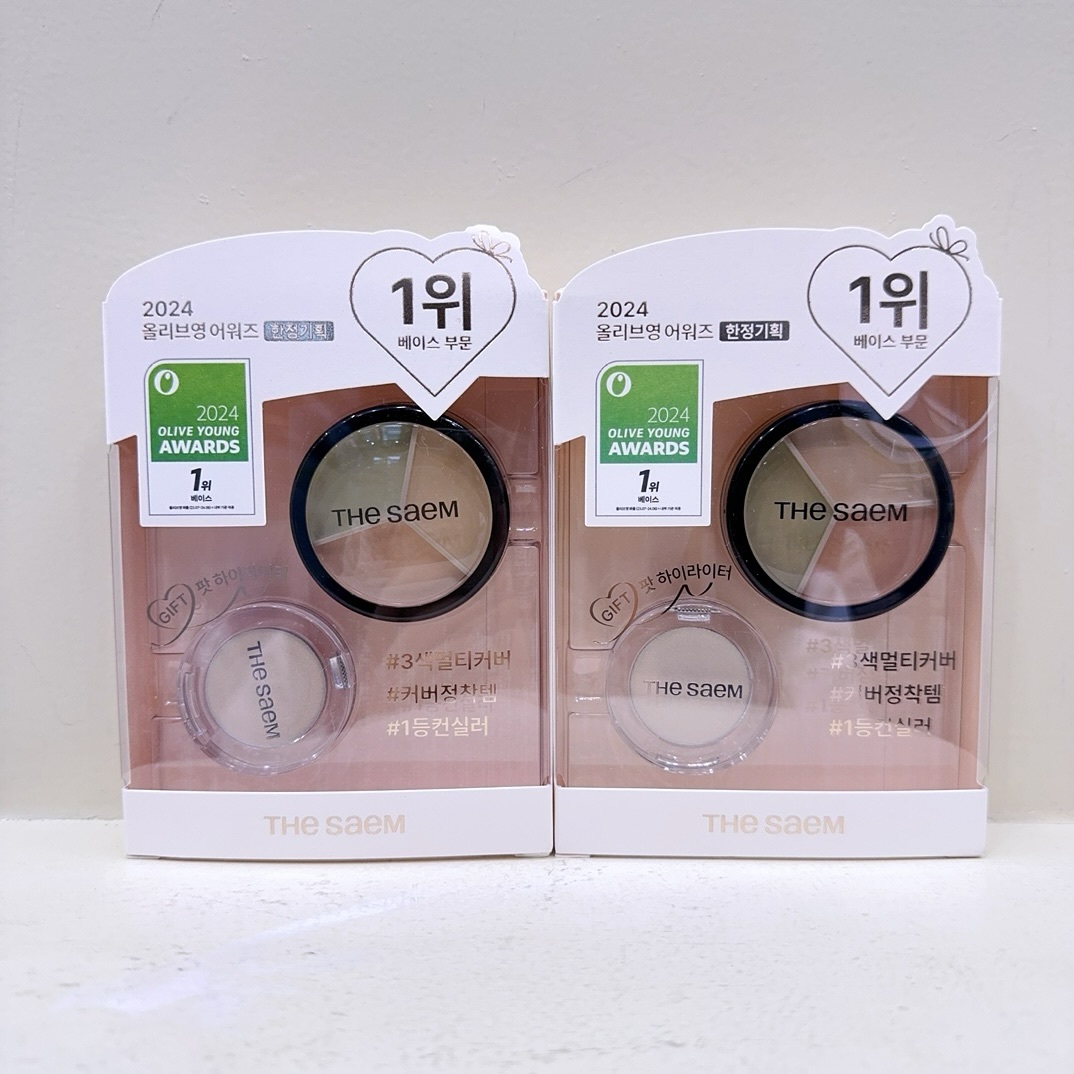 2024
올리브영 어워즈 한정기획
1위
베이스 부문
2024
OLIVE YOUNG
AWARDS
1위
베이스
THE SAEM
GIFT 팟 하이라이터
THE SAEM
#3색멀티커버
#커버정착템
#1등컨실러
THE SAEM
2024
올리브영 어워즈 한정기획
1위
베이스 부문
2024
OLIVE YOUNG
AWARDS
1위
베이스
THE SAEM
GIFT 팟 하이라이터
THE SAEM
#3색멀티커버
#커버정착템
#1등컨실러
THE SAEM